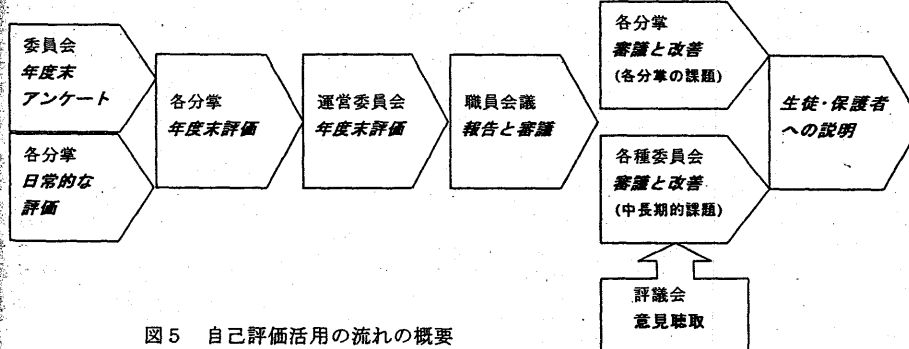 委員会
年度末
アンケート
各分掌
日常的な
評価
各分掌
年度末評価
運営委員会
年度末評価
職員会議
報告と審議
各分掌
審議と改善
(各分掌の課題)
各種委員会
審議と改善
(中長期的課題)
評議会
意見聴取
生徒・保護者
への説明
図5 自己評価活用の流れの概要